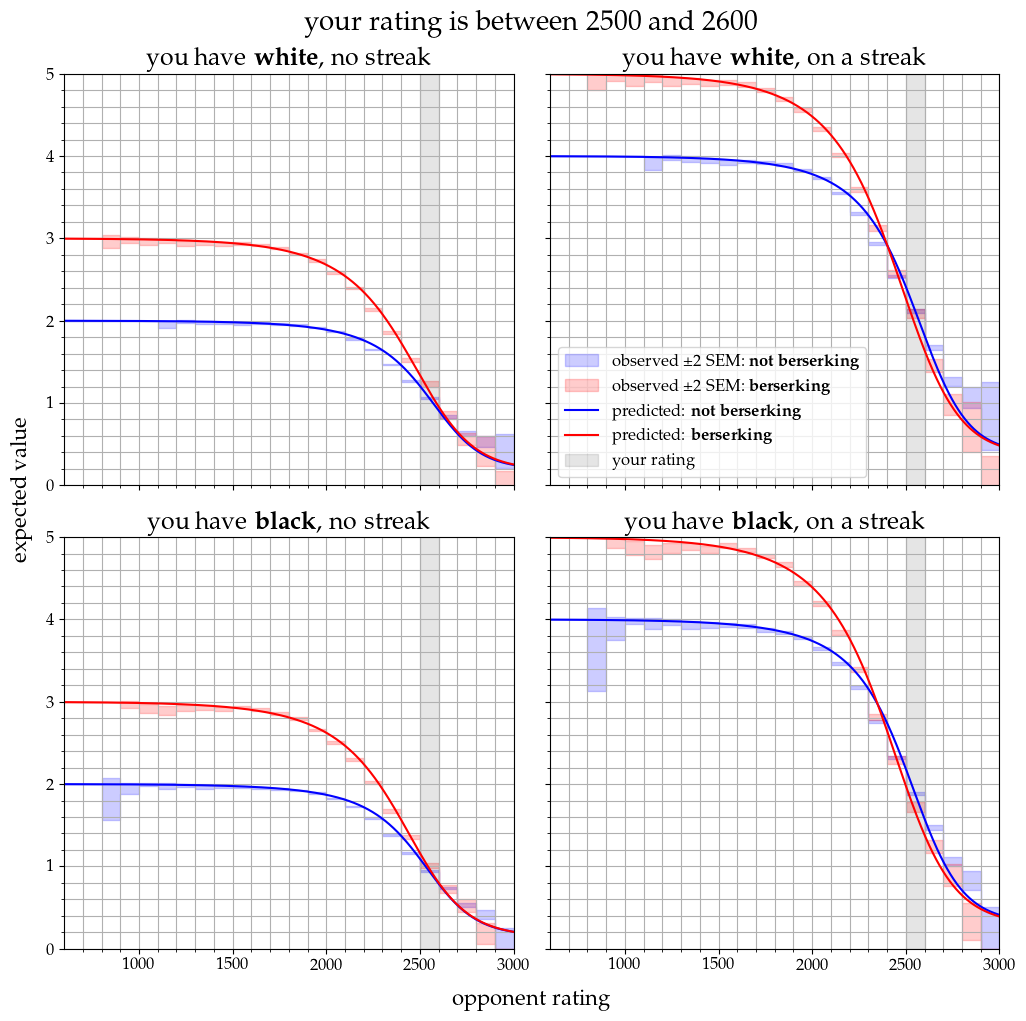 your rating is between 2500 and 2600
you have white, no streak
you have white, on a streak
5
4
3
2
1
0
observed ±2 SEM: not berserking
observed ±2 SEM: berserking
predicted: not berserking
predicted: berserking
your rating
expected value
you have black, no streak
you have black, on a streak
5
4
3
2
1
0
1000 1500 2000 2500 3000
1000 1500 2000 2500 3000
opponent rating